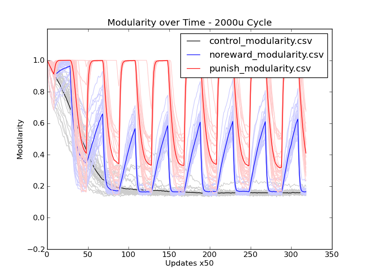 Modularity over Time - 2000u Cycle
control_modularity.csv
noreward_modularity.csv
punish_modularity.csv
Modularity
1.0
0.8
0.6
0.4
0.2
0.0
−0.2
0 50 100 150 200 250 300 350
Updates x50